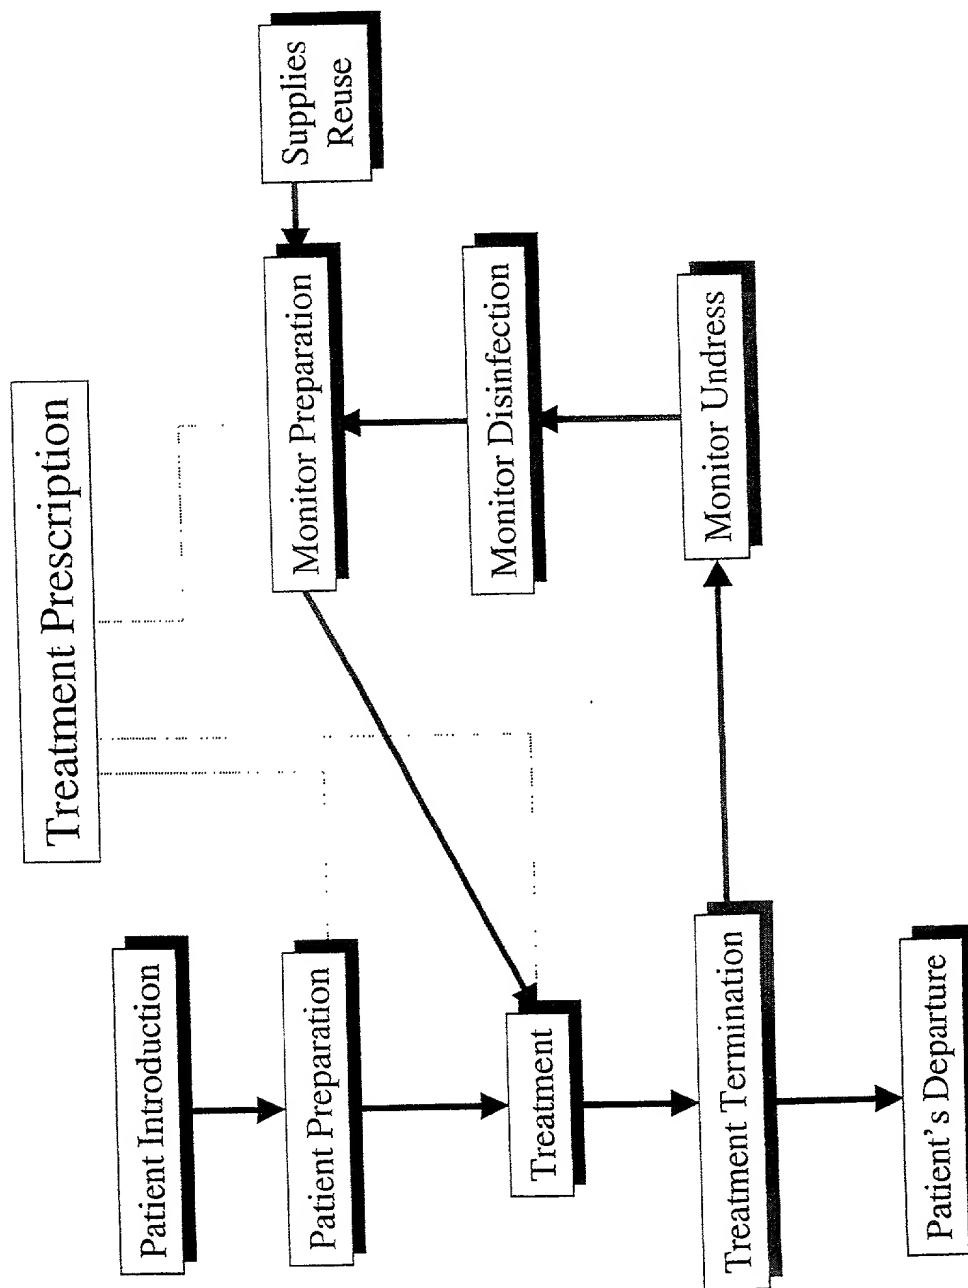 Treatment Prescription
Patient Introduction
Patient Preparation
Treatment
Treatment Termination
Patient's Departure
Supplies
Reuse
Monitor Preparation
Monitor Disinfection
Monitor Undress